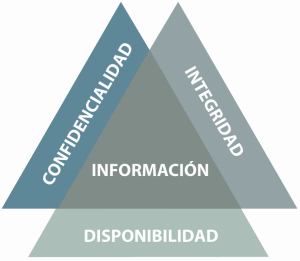 CONFIDENCIALIDAD
INTEGRIDAD
INFORMACIÓN
DISPONIBILIDAD